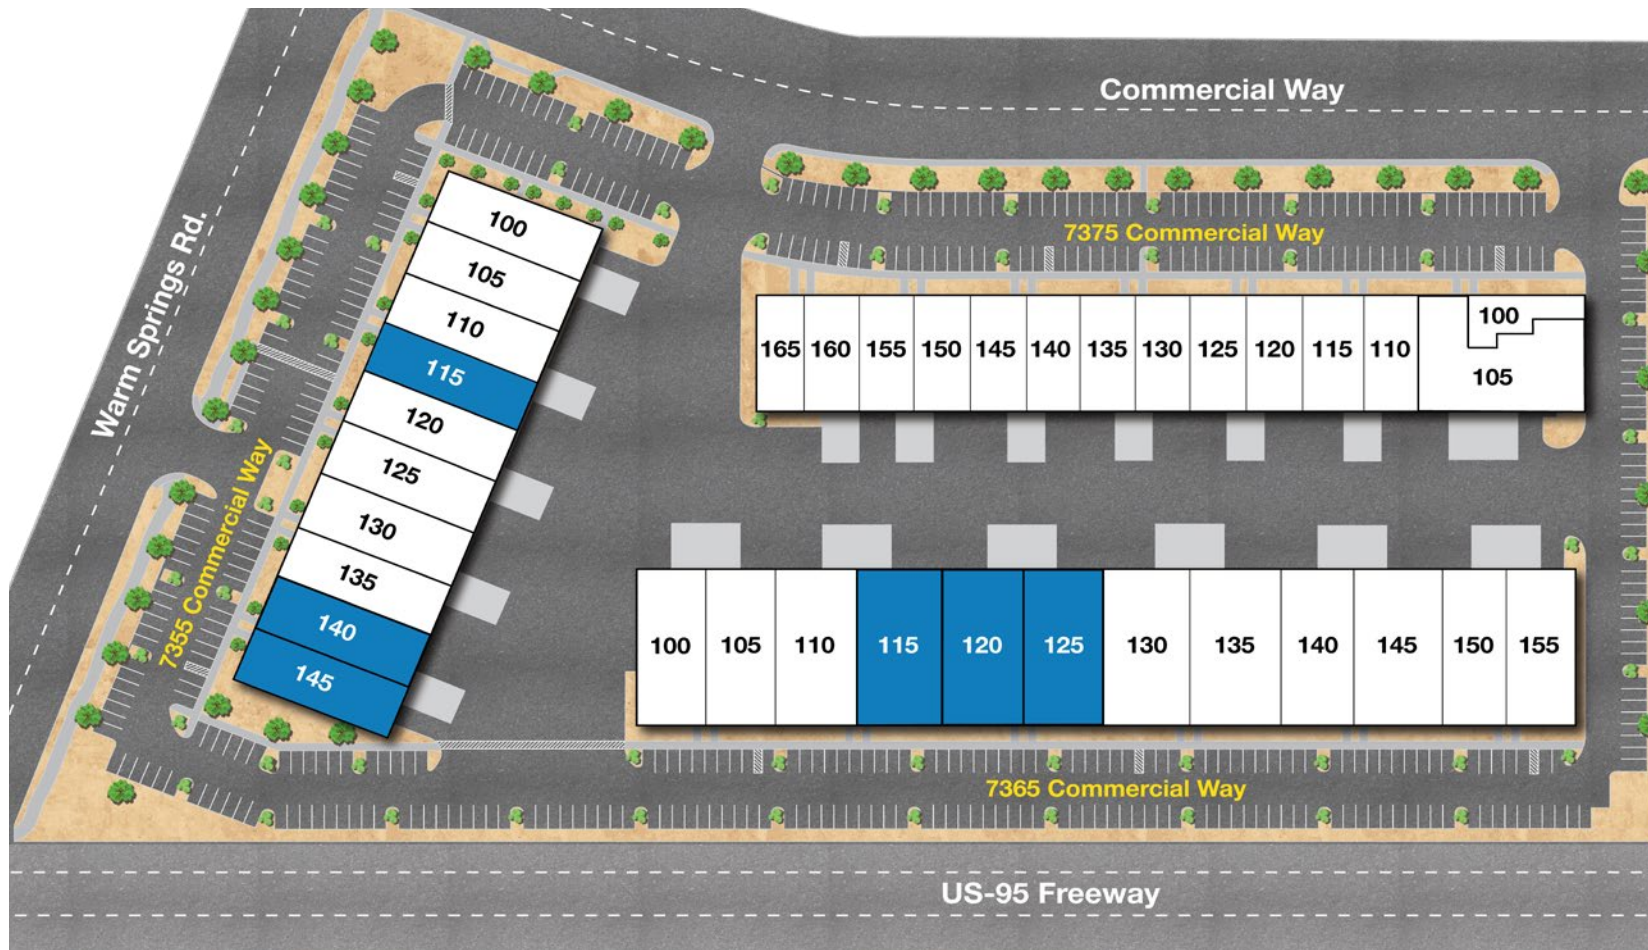 Commercial Way
Warm Springs Rd.
7375 Commercial Way
100
105
110
115
120
125
130
135
140
145
7355 Commercial Way
165 160 155 150 145 140 135 130 125 120 115 110
100
105
100 105 110 115 120 125 130 135 140 145 150 155
7365 Commercial Way
US-95 Freeway